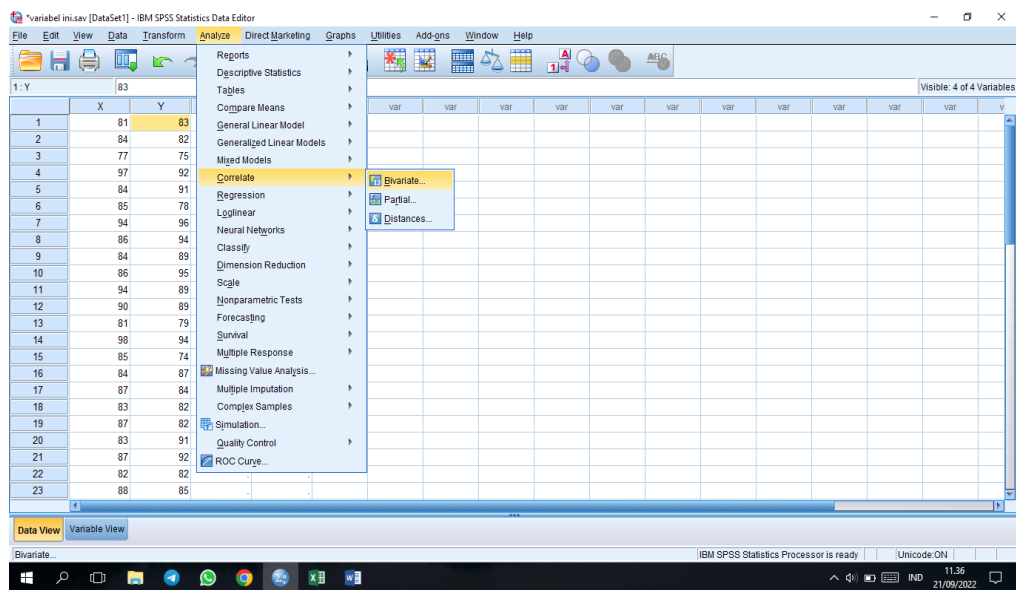 *variabel ini.sav [DataSet1] - IBM SPSS Statistics Data Editor
File Edit View Data Transform Analyze Direct Marketing Graphs Utilities Add-ons Window Help
1 : Y 83 Visible: 4 of 4 Variables
X Y var var var var var var var var var var var
1 81 83
2 84 82
3 77 75
4 97 92
5 84 91
6 85 78
7 94 96
8 86 94
9 84 89
10 86 95
11 94 89
12 90 89
13 81 79
14 98 94
15 85 74
16 84 87
17 87 84
18 83 82
19 87 82
20 83 91
21 87 92
22 82 82 . .
23 88 85 . .
Reports
Descriptive Statistics
Tables
Compare Means
General Linear Model
Generalized Linear Models
Mixed Models
Correlate
Regression
Loglinear
Neural Networks
Classify
Dimension Reduction
Scale
Nonparametric Tests
Forecasting
Survival
Multiple Response
Missing Value Analysis...
Multiple Imputation
Complex Samples
Simulation...
Quality Control
ROC Curve...
Bivariate...
Partial...
Distances...
Data View Variable View
Bivariate... IBM SPSS Statistics Processor is ready Unicode:ON
IND 11.36
21/09/2022